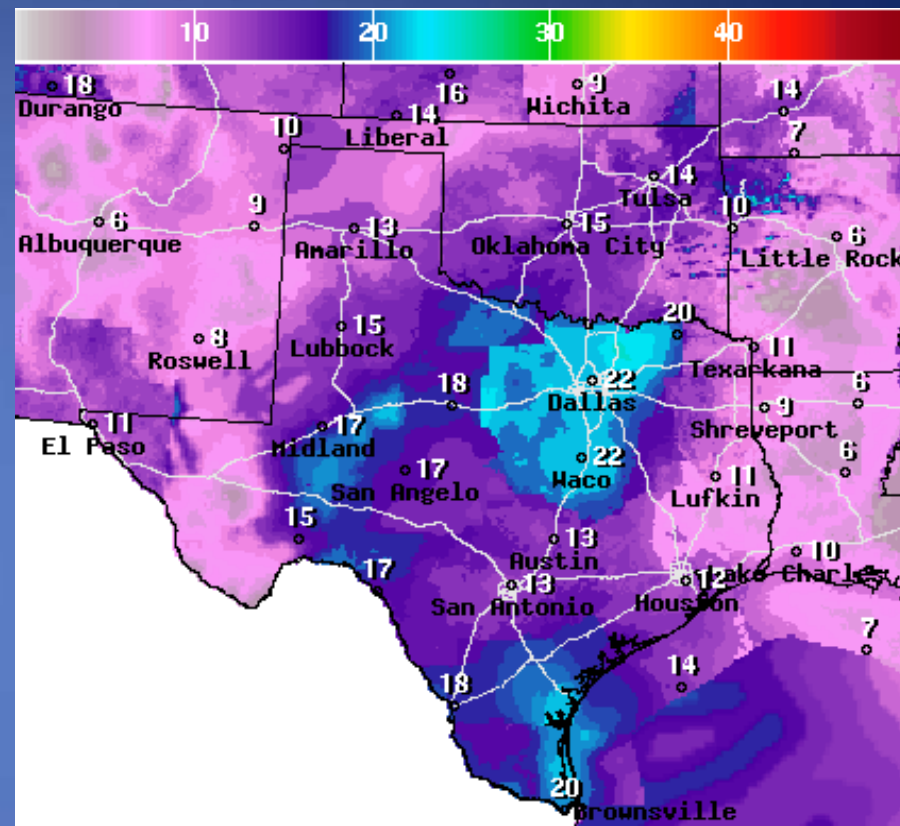 10 20 30 40
18
Durango
16
9
Wichita
14
14
Liberal
10
7
14
Tulsa
6
Albuquerque
9
13
Amarillo
15
Oklahoma City
10
6
Little Rock
8
Roswell
15
Lubbock
20
11
Texarkana
18
22
Dallas
9
Shreveport
6
11
El Paso
17
Midland
17
San Angelo
22
Waco
11
Lufkin
6
15
13
Austin
10
Lake Charles
17
13
San Antonio
12
Houston
7
18
14
20
Brownsville